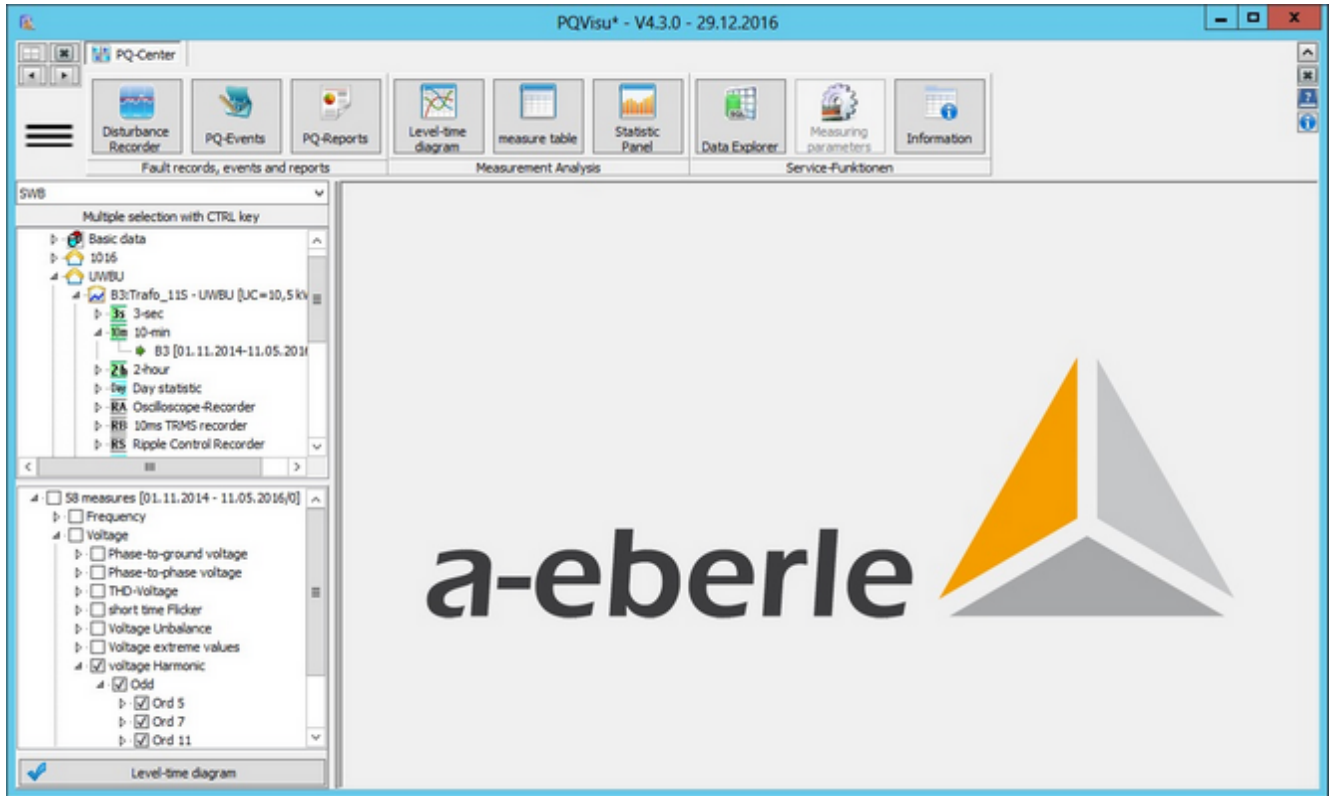 PQVisu* - V4.3.0 - 29.12.2016
PQ-Center
Disturbance
Recorder
PQ-Events
PQ-Reports
Level-time
diagram
measure table
Statistic
Panel
SQL
Data Explorer
Measuring
parameters
Information
Fault records, events and reports
Measurement Analysis
Service-Funktionen
SWB
Multiple selection with CTRL key
Basic data
1016
UWBU
B3:Trafo_115 - UWBU [UC=10,5 kV
3s 3-sec
10m 10-min
B3 [01.11.2014-11.05.2016
2h 2-hour
Day Day statistic
RA Oscilloscope-Recorder
RB 10ms TRMS recorder
RS Ripple Control Recorder
58 measures [01.11.2014 - 11.05.2016/0]
Frequency
Voltage
Phase-to-ground voltage
Phase-to-phase voltage
THD-Voltage
short time Flicker
Voltage Unbalance
Voltage extreme values
voltage Harmonic
Odd
Ord 5
Ord 7
Ord 11
Level-time diagram
a-eberle